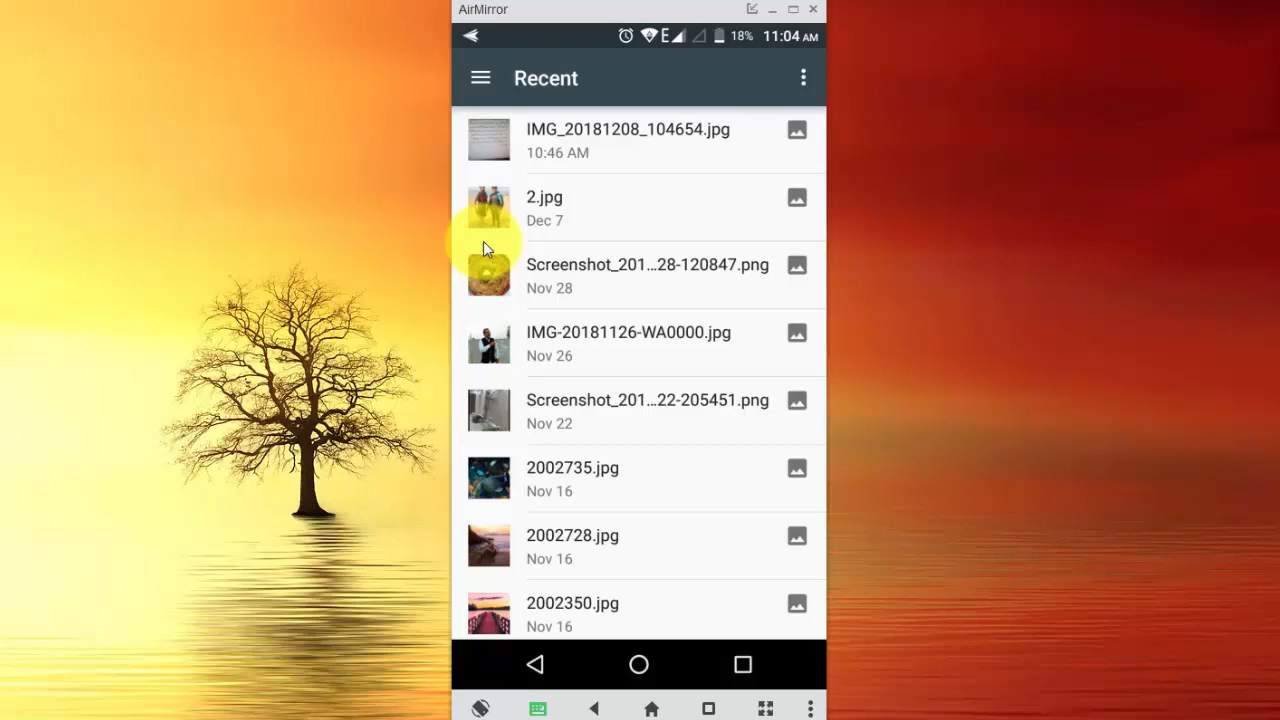 AirMirror
E 18% 11:04 AM
Recent
IMG_20181208_104654.jpg
10:46 AM
2.jpg
Dec 7
Screenshot_201...28-120847.png
Nov 28
IMG-20181126-WA0000.jpg
Nov 26
Screenshot_201...22-205451.png
Nov 22
2002735.jpg
Nov 16
2002728.jpg
Nov 16
2002350.jpg
Nov 16